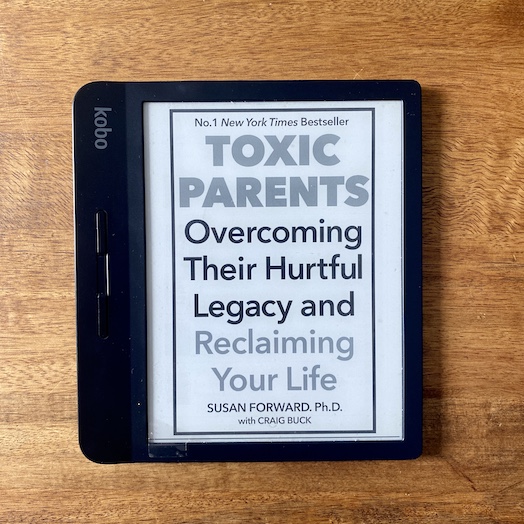 kobo
No.1 New York Times Bestseller
TOXIC
PARENTS
Overcoming
Their Hurtful
Legacy and
Reclaiming
Your Life
SUSAN FORWARD. Ph.D.
with CRAIG BUCK